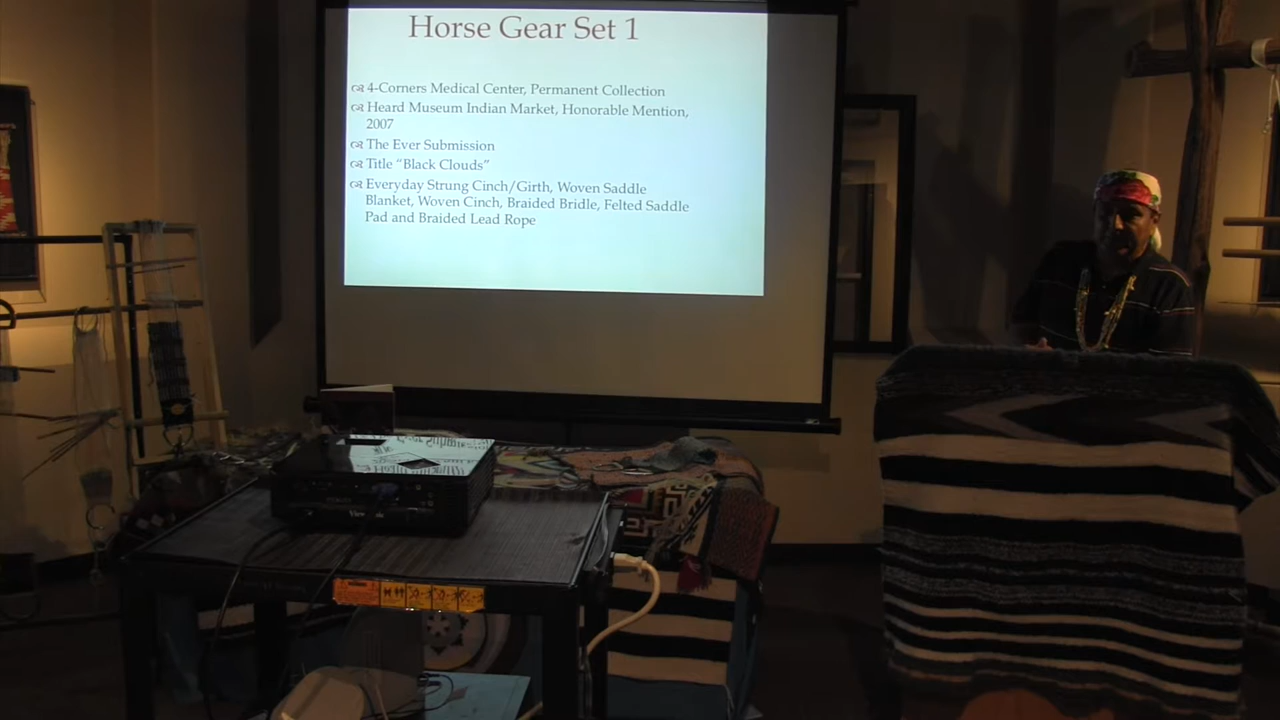 Horse Gear Set 1
4-Corners Medical Center, Permanent Collection
Heard Museum Indian Market, Honorable Mention,
2007
The Ever Submission
Title “Black Clouds”
Everyday Strung Cinch/Girth, Woven Saddle
Blanket, Woven Cinch, Braided Bridle, Felted Saddle
Pad and Braided Lead Rope